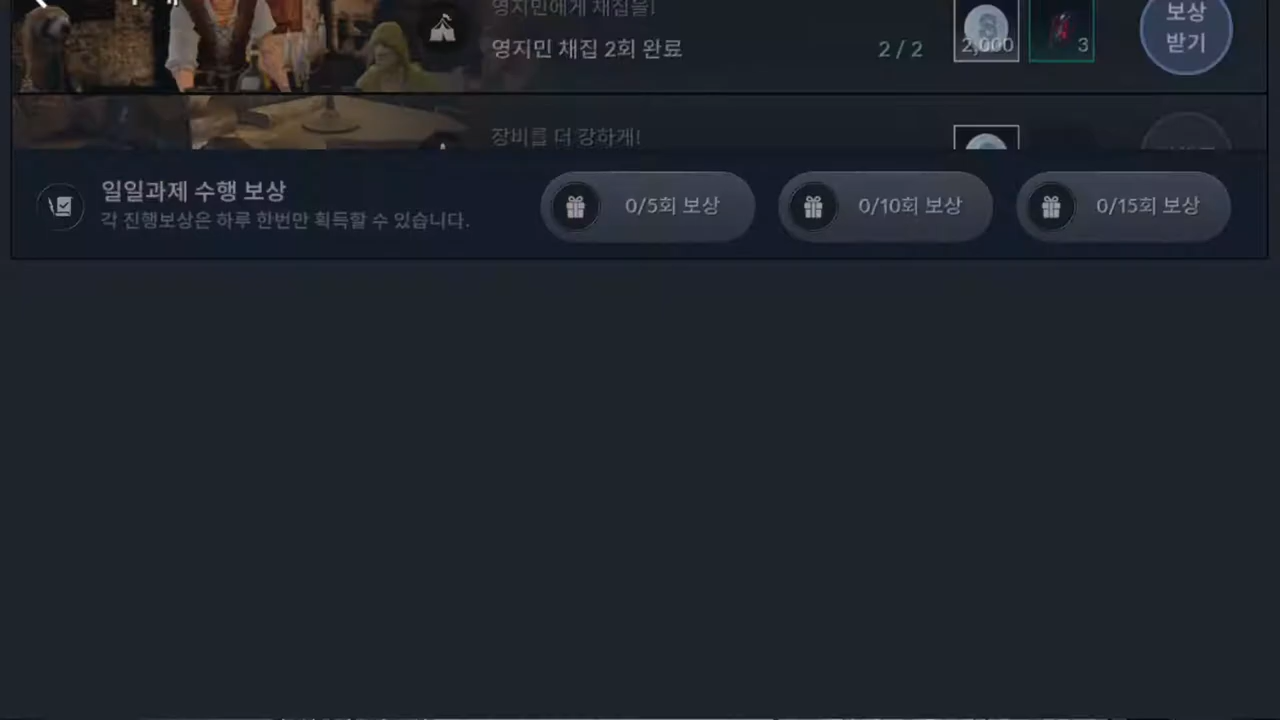 영지민에게 채집을!
영지민 채집 2회 완료
2 / 2
2,000
3
보상
받기
장비를 더 강하게!
일일과제 수행 보상
각 진행보상은 하루 한번만 획득할 수 있습니다.
0/5회 보상
0/10회 보상
0/15회 보상